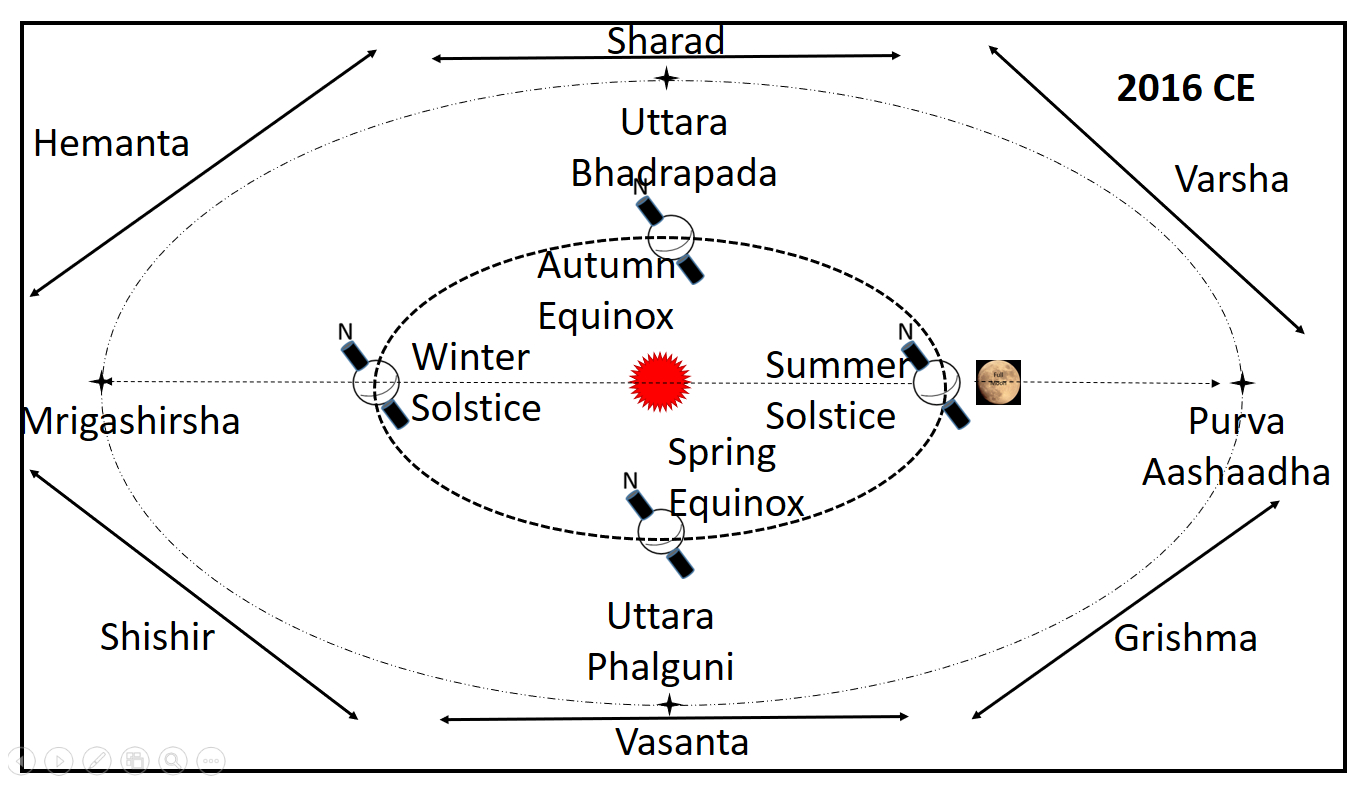 Sharad
2016 CE
Hemanta
Uttara
Bhadrapada
Varsha
N
Autumn
Equinox
N
Winter
Solstice
N
Summer
Solstice
Full
Moon
Mrigashirsha
Purva
Aashaadha
Spring
Equinox
N
Shishir
Uttara
Phalguni
Grishma
Vasanta